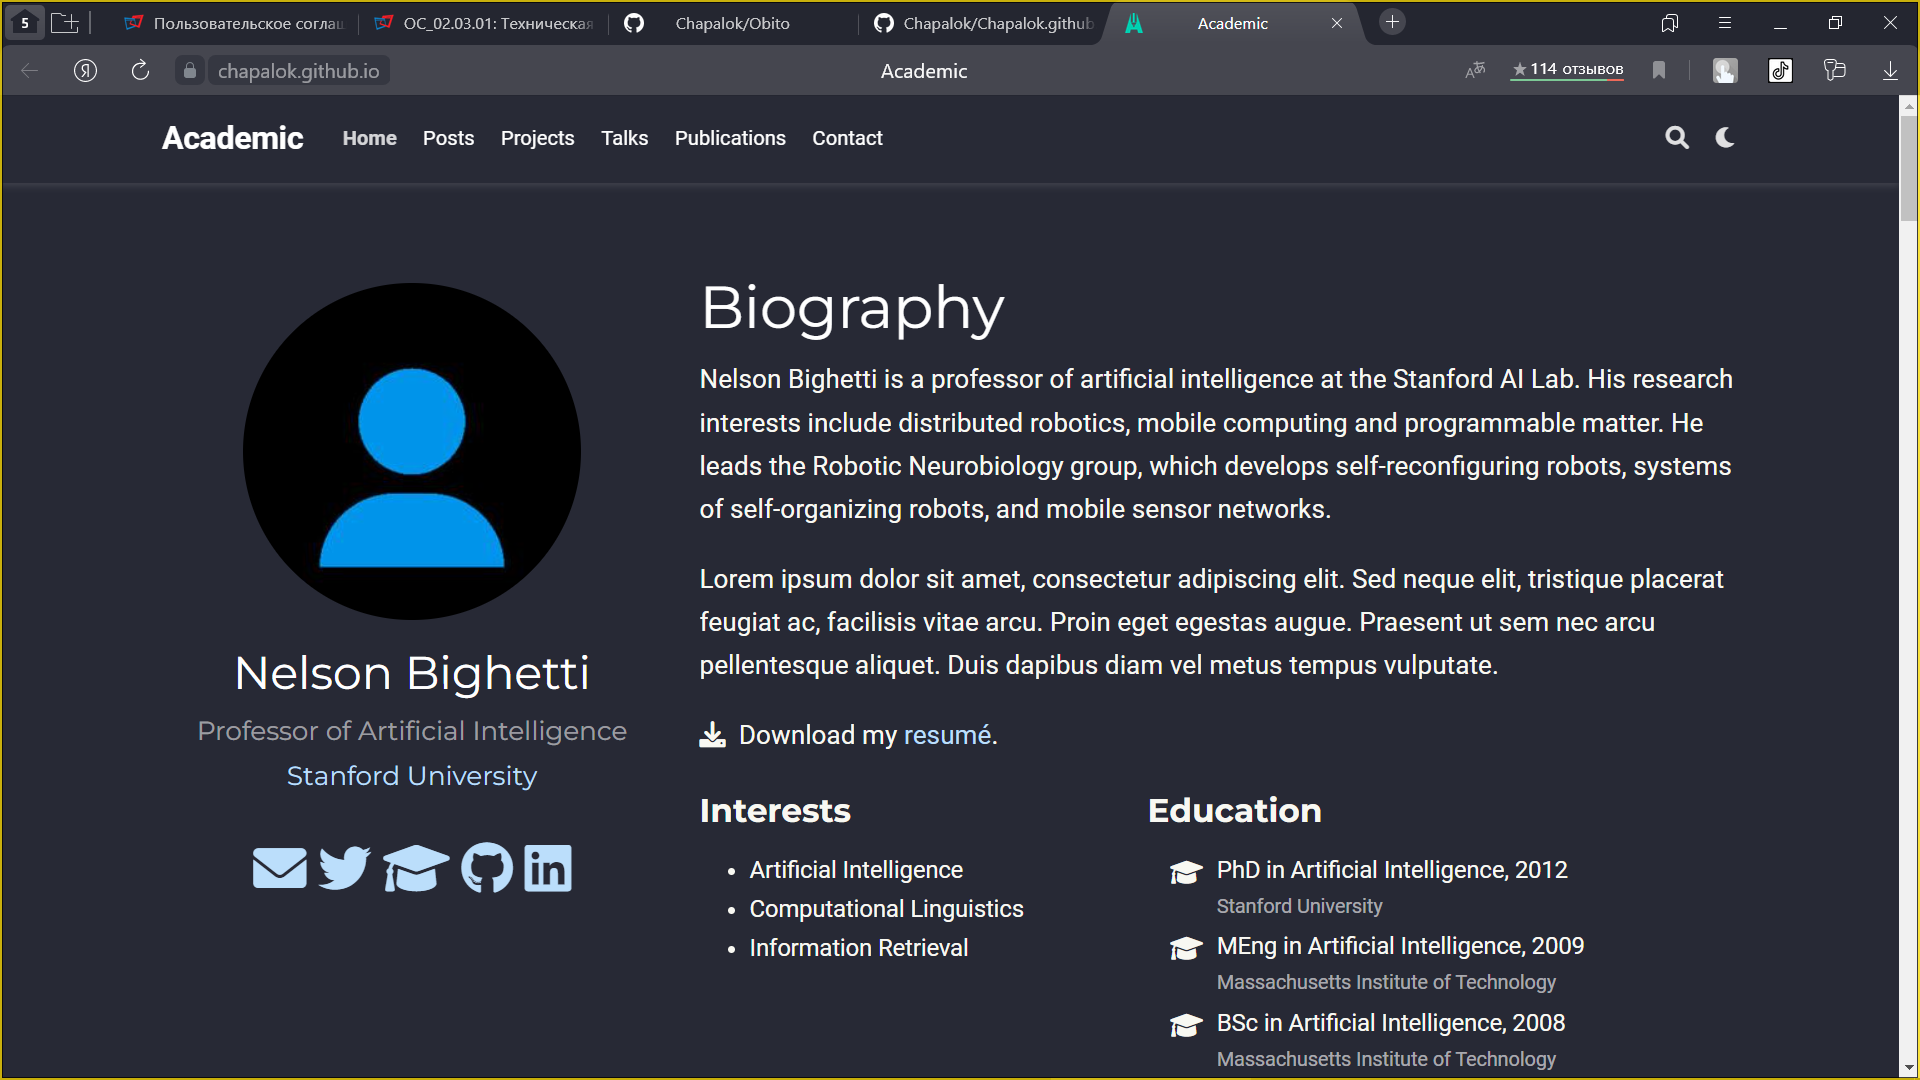 5
Пользовательское соглаш
ОС_02.03.01: Техническая
Chapalok/Obito
Chapalok/Chapalok.github
Academic
Я
chapalok.github.io
Academic
★114 отзывов
Academic
Home
Posts
Projects
Talks
Publications
Contact
Nelson Bighetti
Professor of Artificial Intelligence
Stanford University
in
Biography
Nelson Bighetti is a professor of artificial intelligence at the Stanford AI Lab. His research
interests include distributed robotics, mobile computing and programmable matter. He
leads the Robotic Neurobiology group, which develops self-reconfiguring robots, systems
of self-organizing robots, and mobile sensor networks.
Lorem ipsum dolor sit amet, consectetur adipiscing elit. Sed neque elit, tristique placerat
feugiat ac, facilisis vitae arcu. Proin eget egestas augue. Praesent ut sem nec arcu
pellentesque aliquet. Duis dapibus diam vel metus tempus vulputate.
Download my resumé.
Interests
Artificial Intelligence
Computational Linguistics
Information Retrieval
Education
PhD in Artificial Intelligence, 2012
Stanford University
MEng in Artificial Intelligence, 2009
Massachusetts Institute of Technology
BSc in Artificial Intelligence, 2008
Massachusetts Institute of Technology